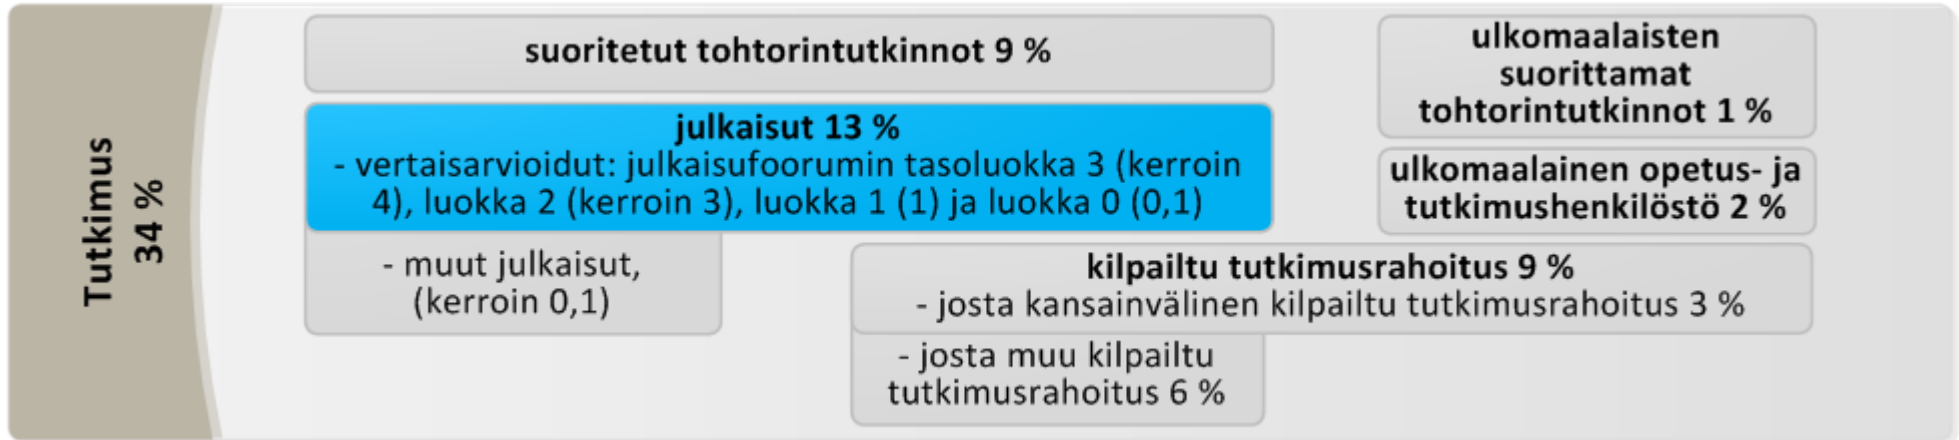 Tutkimus
34 %
suoritetut tohtorintutkinnot 9 %
julkaisut 13 %
- vertaisarvioidut: julkaisufoorumin tasoluokka 3 (kerroin
4), luokka 2 (kerroin 3), luokka 1 (1) ja luokka 0 (0,1)
- muut julkaisut,
(kerroin 0,1)
ulkomaalaisten
suorittamat
tohtorintutkinnot 1 %
ulkomaalainen opetus- ja
tutkimushenkilöstö 2 %
kilpailtu tutkimusrahoitus 9 %
- josta kansainvälinen kilpailtu tutkimusrahoitus 3 %
- josta muu kilpailtu
tutkimusrahoitus 6 %